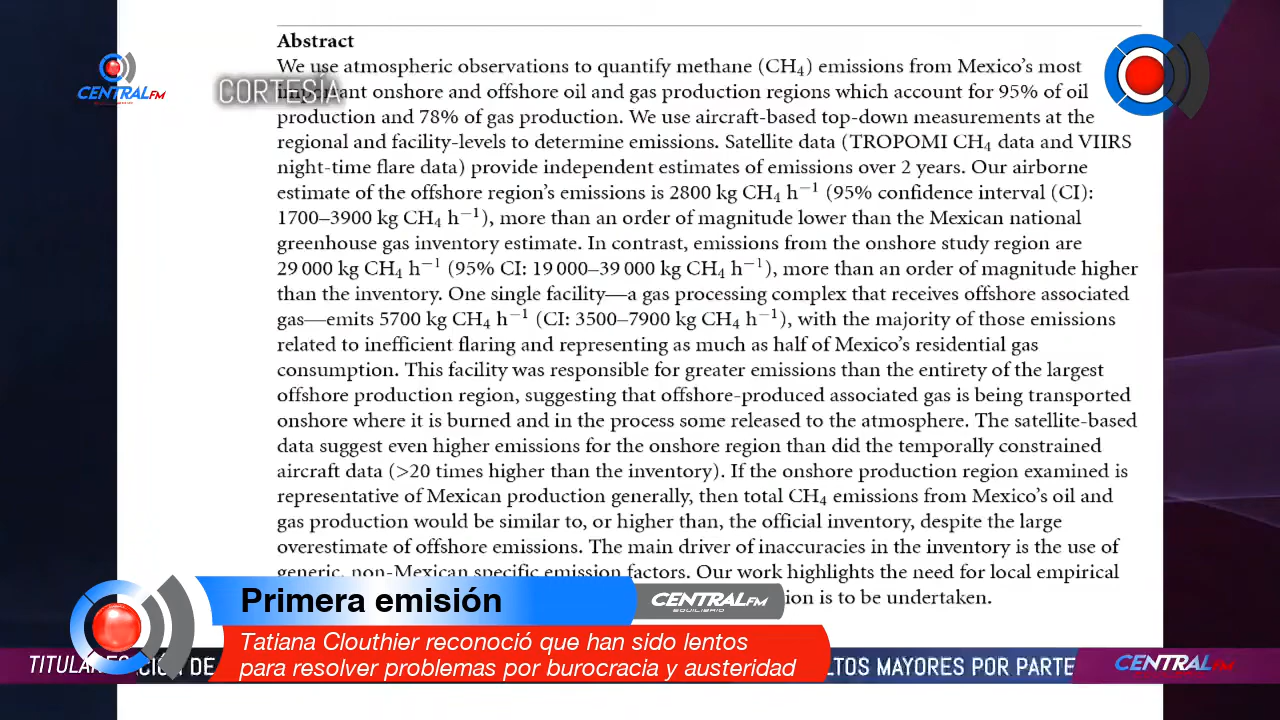 CENTRALFM
CORTESÍA
Abstract
We use atmospheric observations to quantify methane (CH₄) emissions from Mexico's most
important onshore and offshore oil and gas production regions which account for 95% of oil
production and 78% of gas production. We use aircraft-based top-down measurements at the
regional and facility-levels to determine emissions. Satellite data (TROPOMI CH₄ data and VIIRS
night-time flare data) provide independent estimates of emissions over 2 years. Our airborne
estimate of the offshore region's emissions is 2800 kg CH₄ h⁻¹ (95% confidence interval (CI):
1700–3900 kg CH₄ h⁻¹), more than an order of magnitude lower than the Mexican national
greenhouse gas inventory estimate. In contrast, emissions from the onshore study region are
29 000 kg CH₄ h⁻¹ (95% CI: 19 000–39 000 kg CH₄ h⁻¹), more than an order of magnitude higher
than the inventory. One single facility—a gas processing complex that receives offshore associated
gas—emits 5700 kg CH₄ h⁻¹ (CI: 3500–7900 kg CH₄ h⁻¹), with the majority of those emissions
related to inefficient flaring and representing as much as half of Mexico's residential gas
consumption. This facility was responsible for greater emissions than the entirety of the largest
offshore production region, suggesting that offshore-produced associated gas is being transported
onshore where it is burned and in the process some released to the atmosphere. The satellite-based
data suggest even higher emissions for the onshore region than did the temporally constrained
aircraft data (>20 times higher than the inventory). If the onshore production region examined is
representative of Mexican production generally, then total CH₄ emissions from Mexico's oil and
gas production would be similar to, or higher than, the official inventory, despite the large
overestimate of offshore emissions. The main driver of inaccuracies in the inventory is the use of
generic, non-Mexican specific emission factors. Our work highlights the need for local empirical
ion is to be undertaken.
Primera emisión
CENTRALFM
EQUILIBRIO
Tatiana Clouthier reconoció que han sido lentos
para resolver problemas por burocracia y austeridad
CIÓN DE
LTOS MAYORES POR PARTE
CENTRALFM